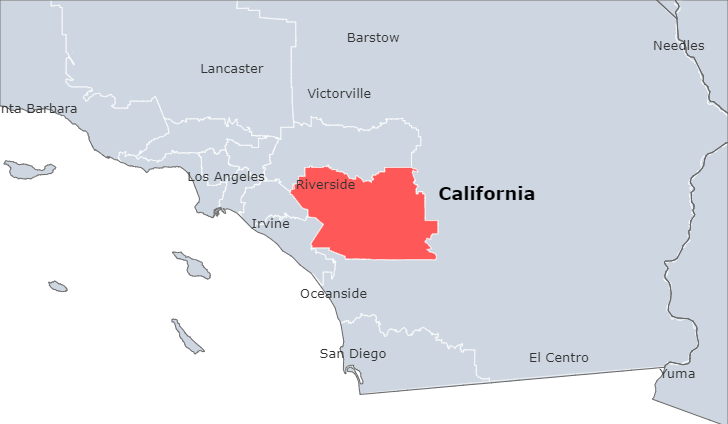 Barstow
Needles
Lancaster
Victorville
nta Barbara
Los Angeles
Riverside
California
Irvine
Oceanside
San Diego
El Centro
Yuma